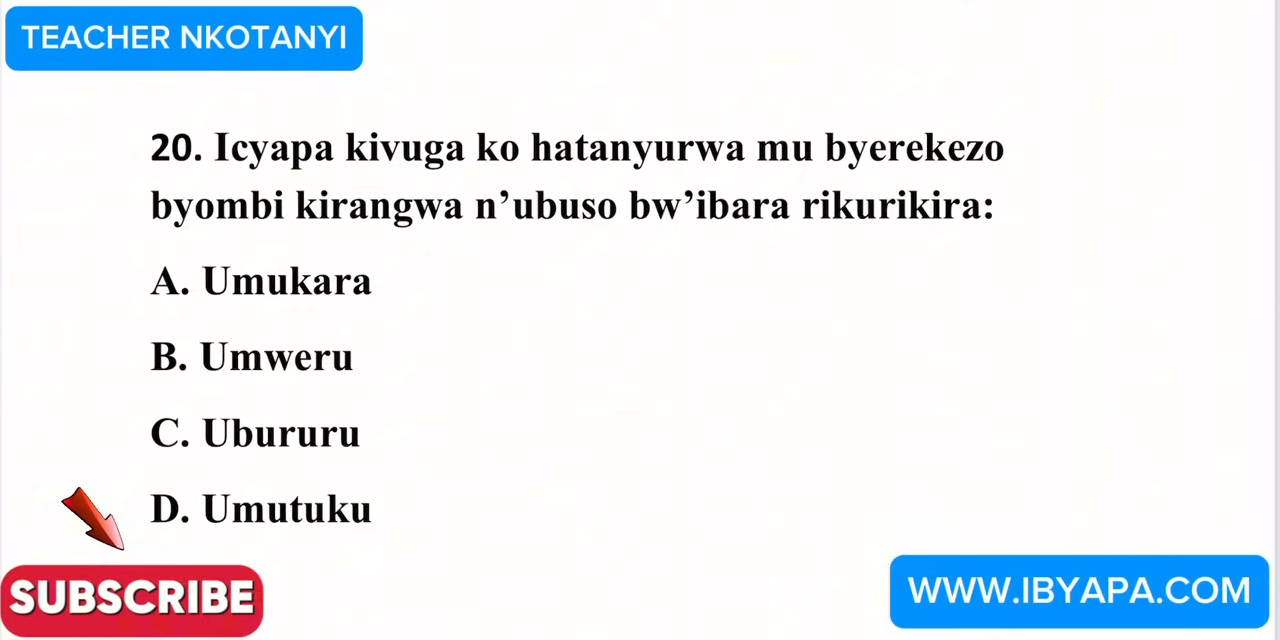 TEACHER NKOTANYI
20. Icyapa kivuga ko hatanyurwa mu byerekezo
byombi kirangwa n’ubuso bw’ibara rikurikira:
A. Umukara
B. Umweru
C. Ubururu
D. Umutuku
SUBSCRIBE
WWW.IBYAPA.COM